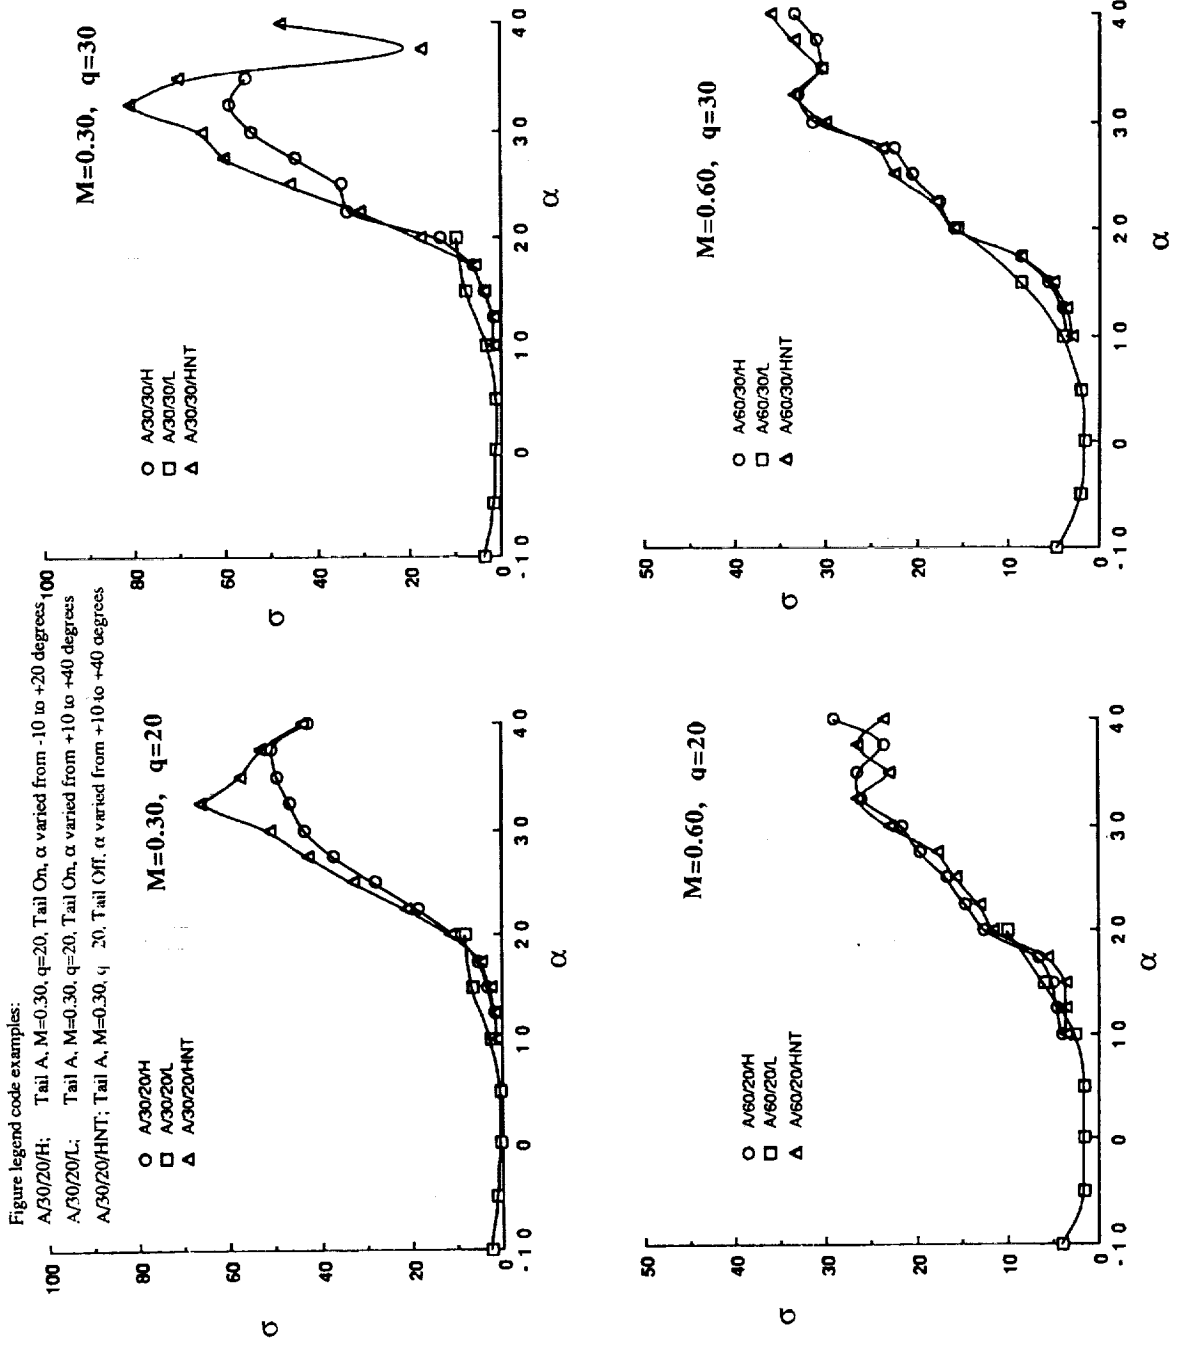 Figure legend code examples:
A/30/20/H; Tail A, M=0.30, q=20, Tail On, α varied from -10 to +20 degrees
A/30/20/L; Tail A, M=0.30, q=20, Tail On, α varied from +10 to +40 degrees
A/30/20/HNT; Tail A, M=0.30, q 20, Tail Off, α varied from +10 to +40 degrees
M=0.30, q=20
A/30/20/H
A/30/20/L
A/30/20/HNT
σ
100
80
60
40
20
0
-10
0
10
20
30
40
α
M=0.30, q=30
A/30/30/H
A/30/30/L
A/30/30/HNT
σ
100
80
60
40
20
0
-10
0
10
20
30
40
α
M=0.60, q=20
A/60/20/H
A/60/20/L
A/60/20/HNT
σ
50
40
30
20
10
0
-10
0
10
20
30
40
α
M=0.60, q=30
A/60/30/H
A/60/30/L
A/60/30/HNT
σ
50
40
30
20
10
0
-10
0
10
20
30
40
α